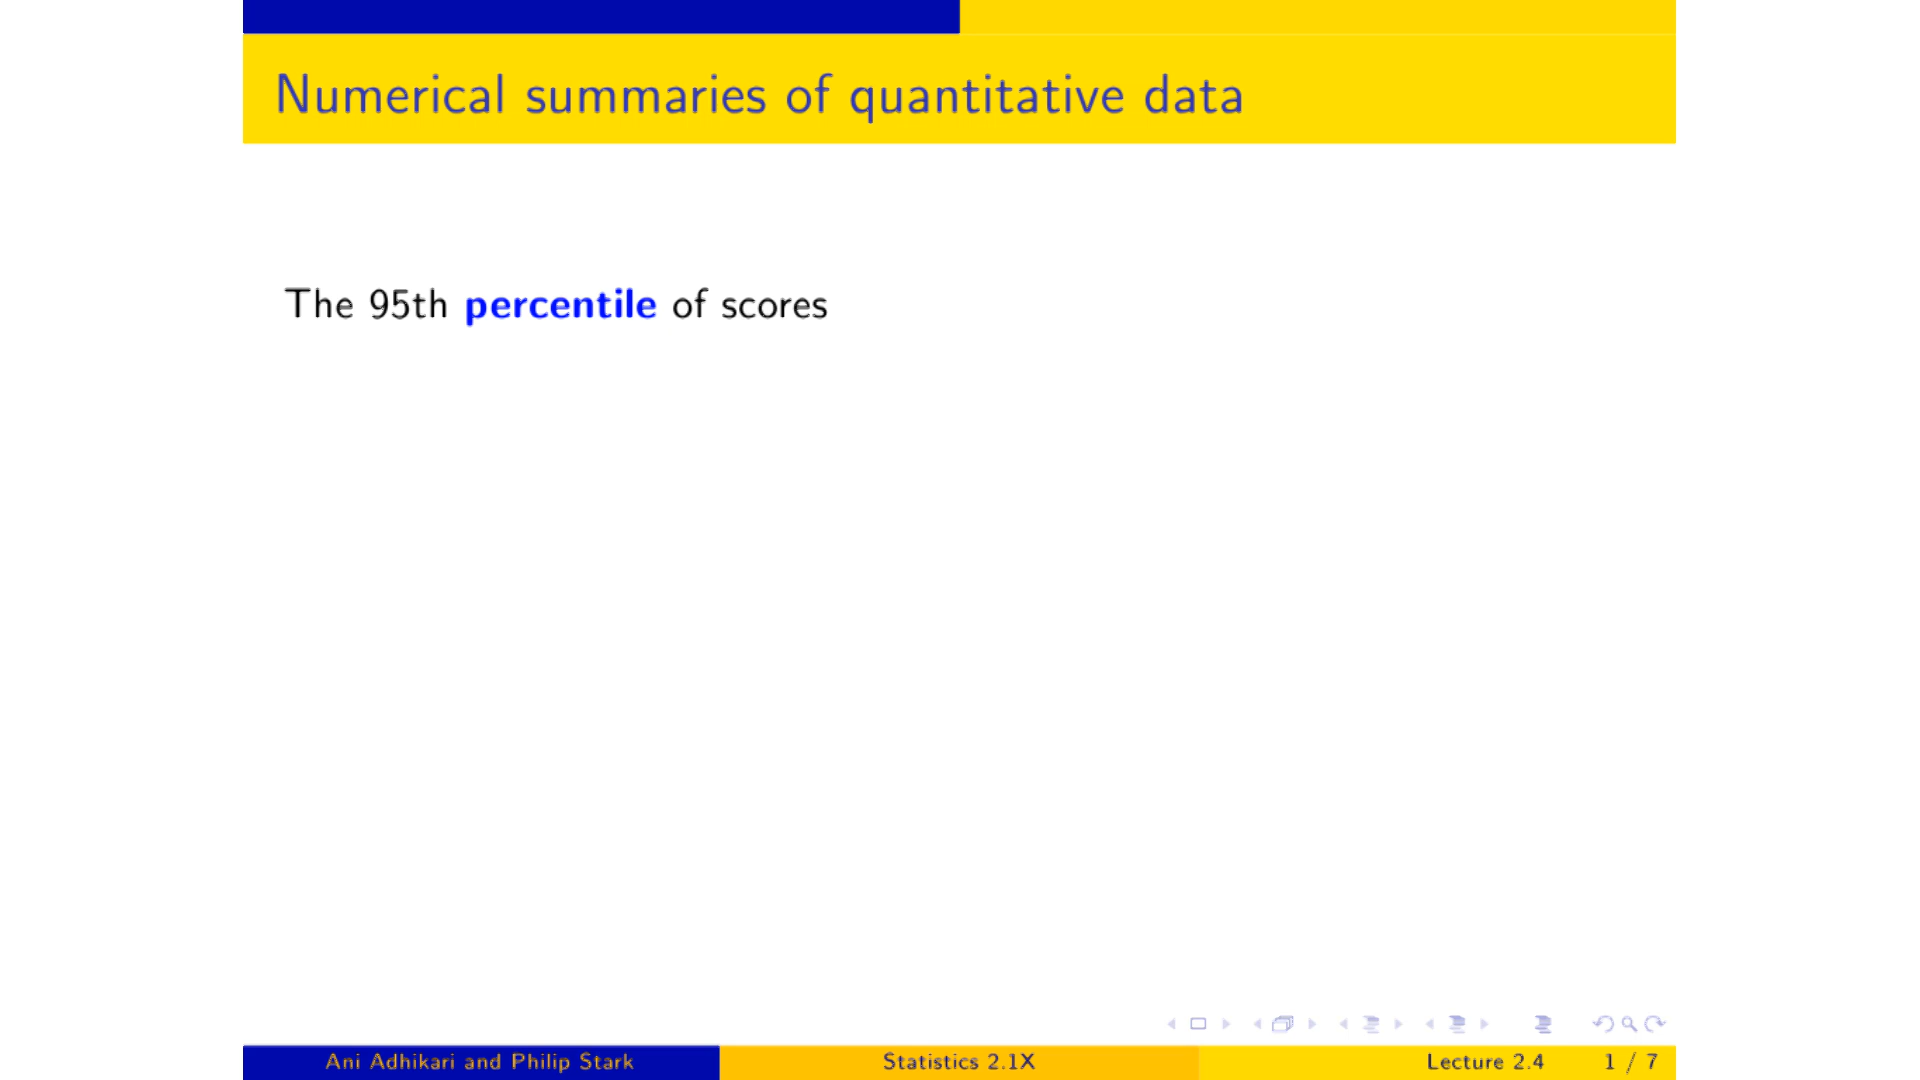 Numerical summaries of quantitative data
The 95th percentile of scores
Ani Adhikari and Philip Stark Statistics 2.1X Lecture 2.4 1 / 7